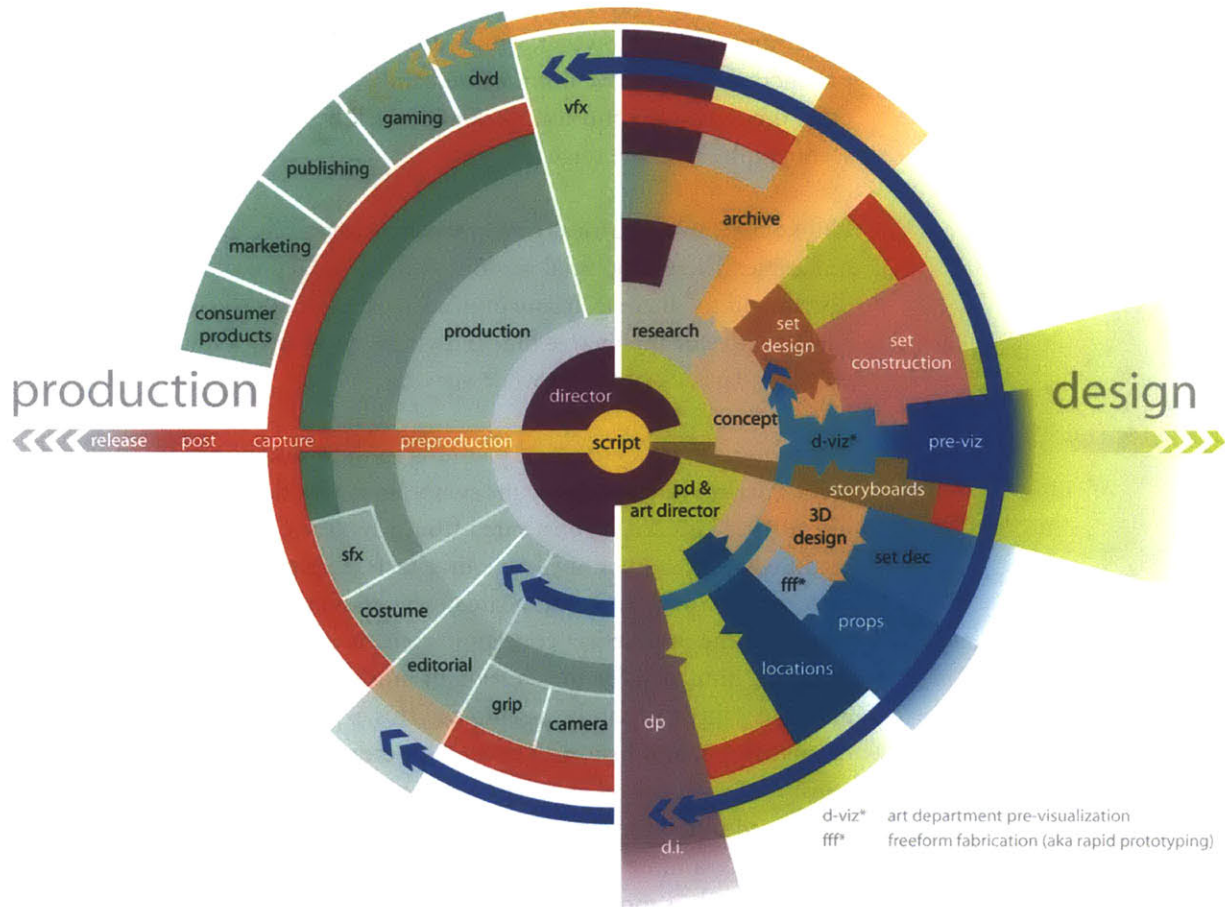 dvd
vfx
gaming
publishing
archive
marketing
consumer
products
production
research
set
design
set
construction
production
director
concept
design
release
post
capture
preproduction
script
d-viz*
pre-viz
storyboards
pd &
art director
3D
design
sfx
set dec
fff*
costume
props
editorial
locations
grip
camera
dp
d.i.
d-viz* art department pre-visualization
fff* freeform fabrication (aka rapid prototyping)